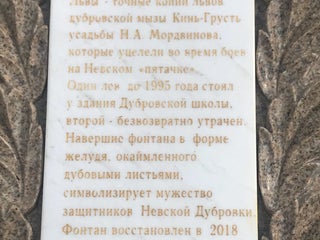 Львы - точные копии львов
дубровской мызы Кинь-Грусть
усадьбы Н.А. Мордвинова,
которые уцелели во время боев
на Невском «пятачке».
Один лев до 1995 года стоял
у здания Дубровской школы,
второй - безвозвратно утрачен.
Навершие фонтана в форме
желудя, окаймленного
дубовыми листьями,
символизирует мужество
защитников Невской Дубровки.
Фонтан восстановлен в 2018